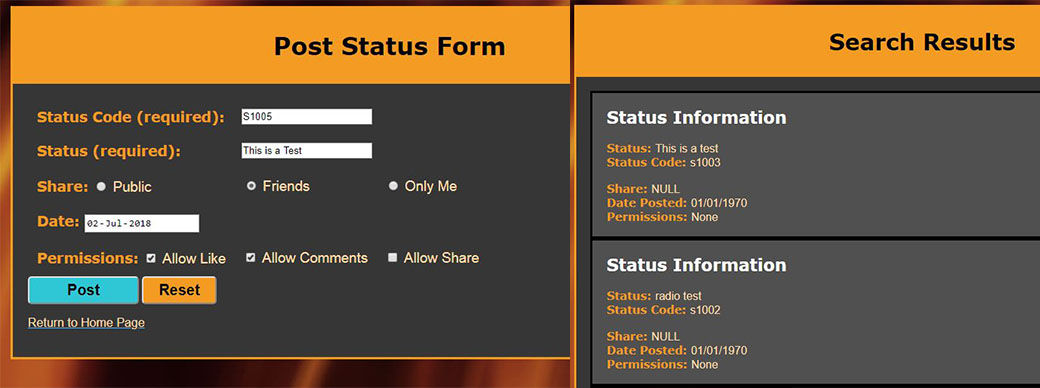 Post Status Form
Status Code (required): S1005
Status (required): This is a Test
Share: Public Friends Only Me
Date: 02-Jul-2018
Permissions: Allow Like Allow Comments Allow Share
Post Reset
Return to Home Page
Search Results
Status Information
Status: This is a test
Status Code: s1003
Share: NULL
Date Posted: 01/01/1970
Permissions: None
Status Information
Status: radio test
Status Code: s1002
Share: NULL
Date Posted: 01/01/1970
Permissions: None